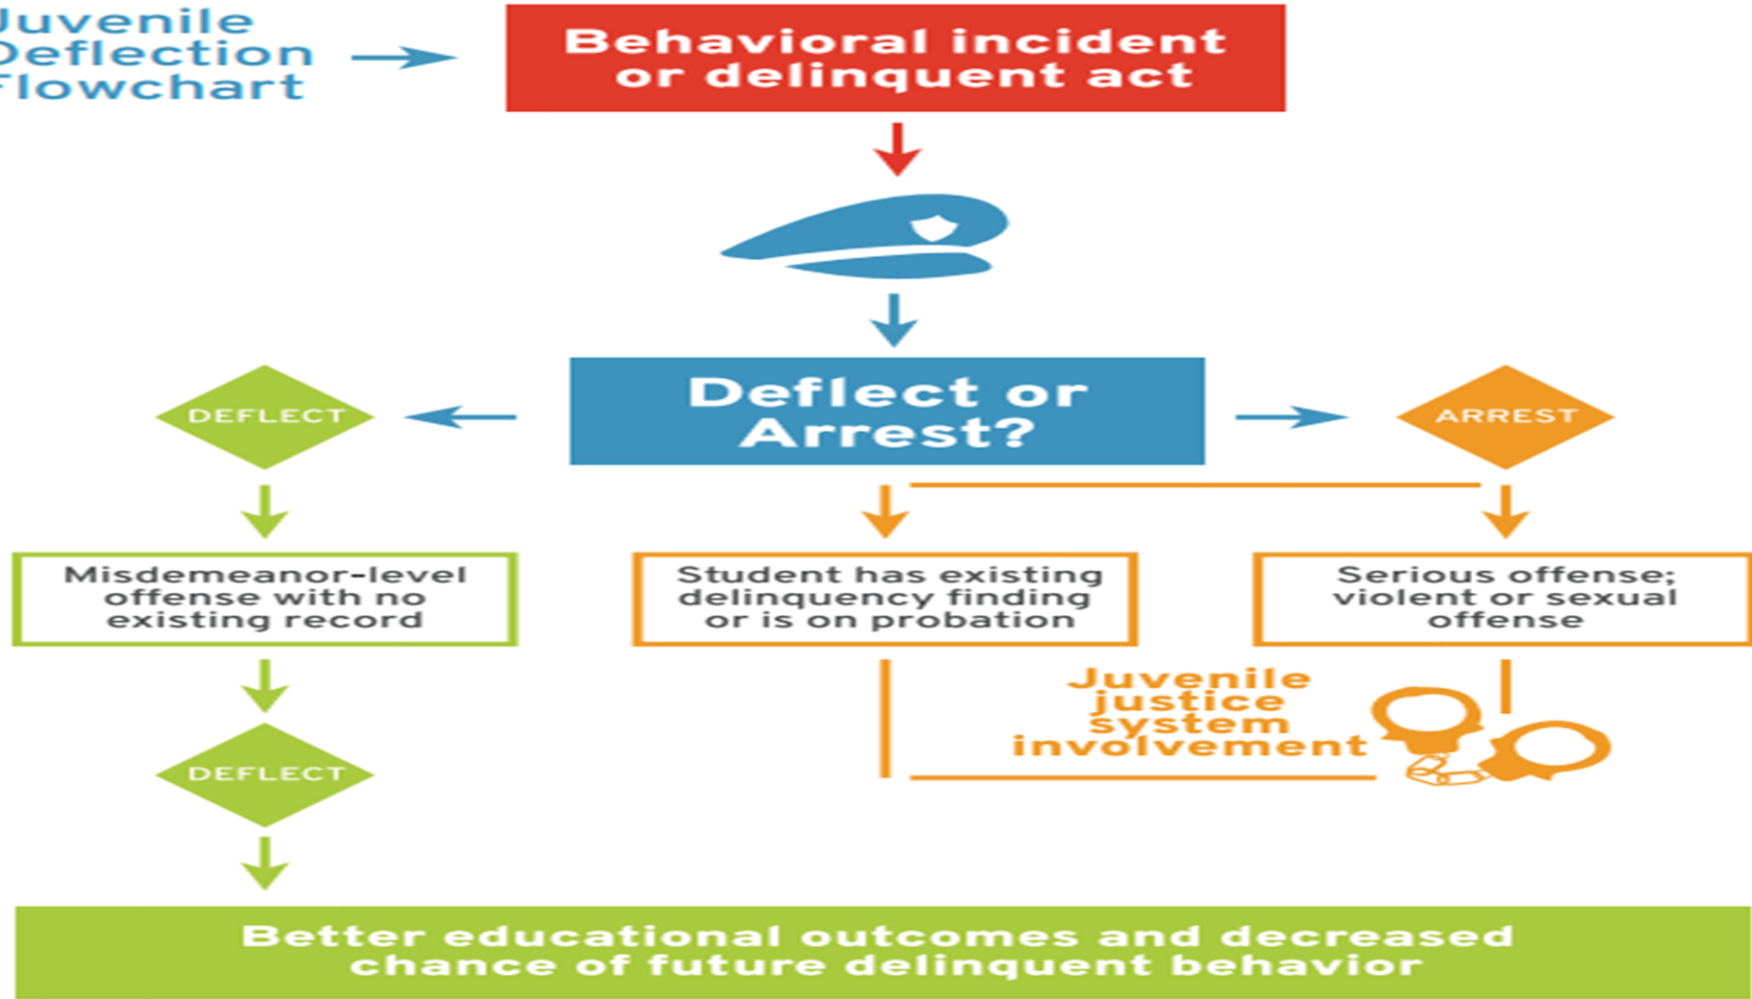 Juvenile
Deflection
Flowchart
Behavioral incident
or delinquent act
Deflect or
Arrest?
DEFLECT
ARREST
Misdemeanor-level
offense with no
existing record
Student has existing
delinquency finding
or is on probation
Serious offense;
violent or sexual
offense
Juvenile
justice
system
involvement
DEFLECT
Better educational outcomes and decreased
chance of future delinquent behavior